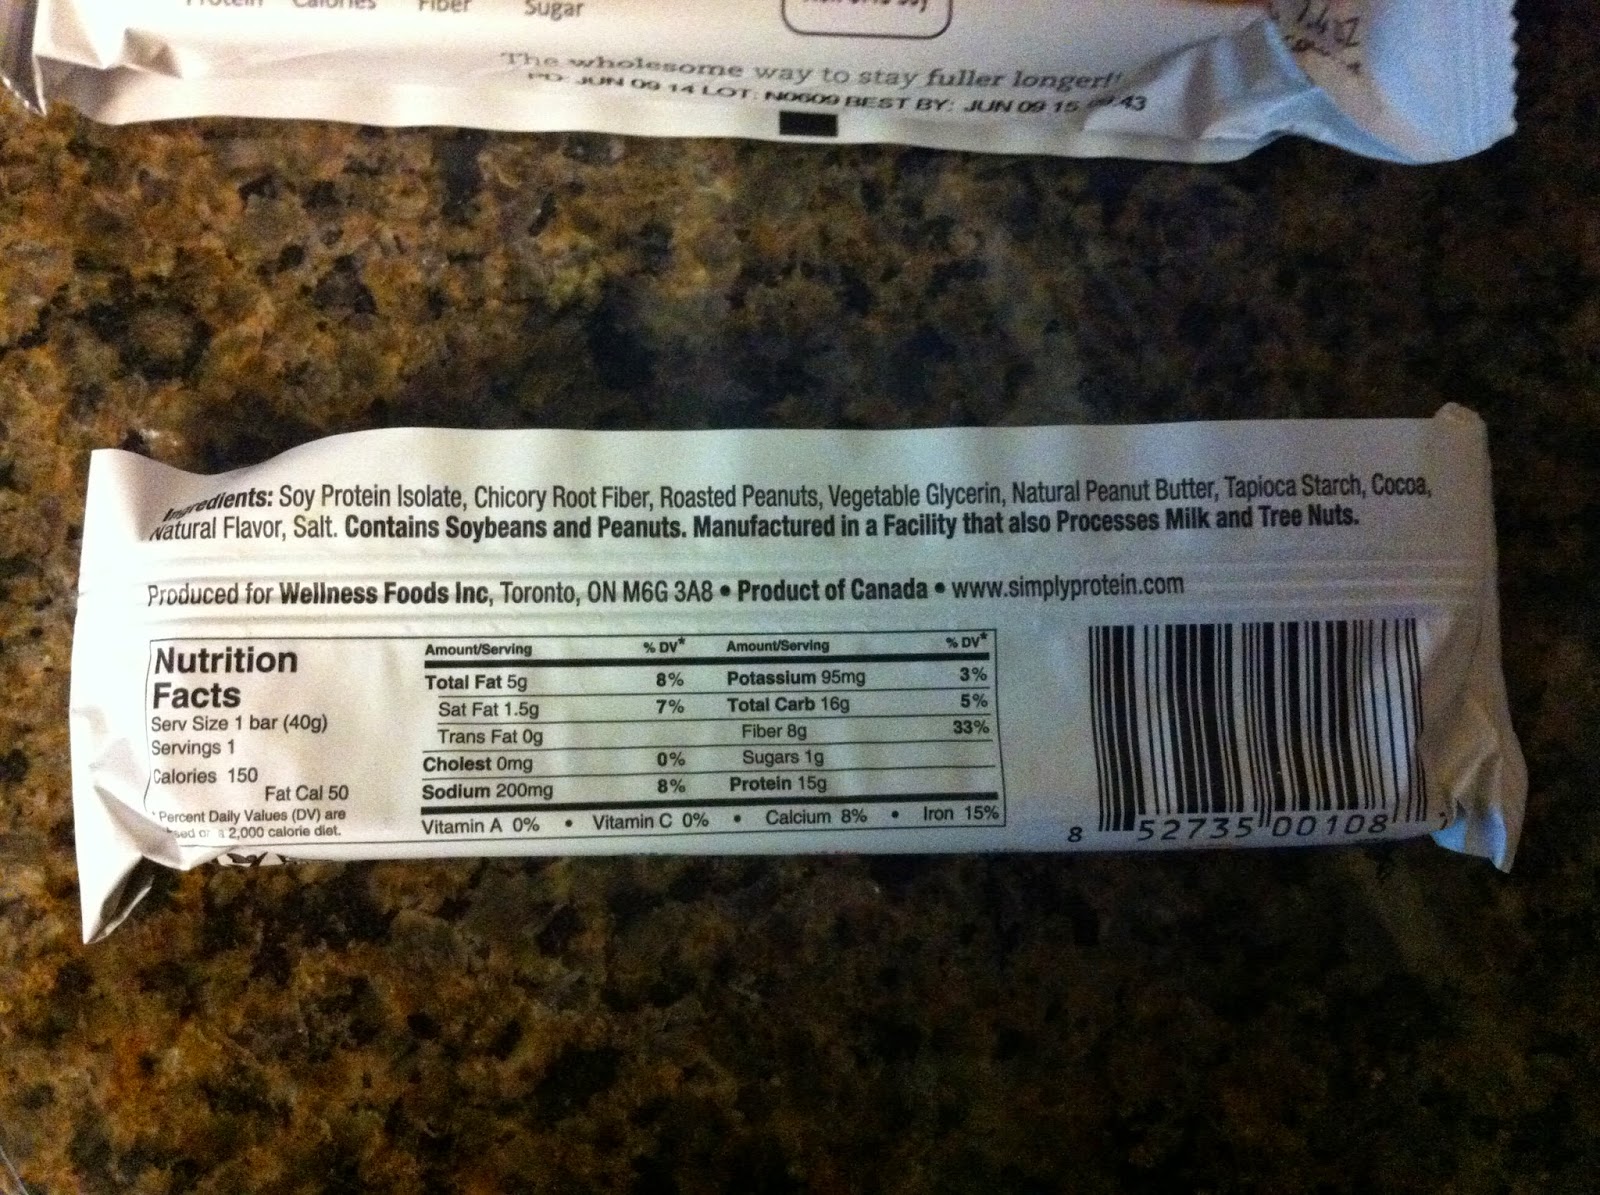 Protein Calories Fiber Sugar
The wholesome way to stay fuller longer!
JUN 09 14 LOT: N0609 BEST BY: JUN 09 15
Ingredients: Soy Protein Isolate, Chicory Root Fiber, Roasted Peanuts, Vegetable Glycerin, Natural Peanut Butter, Tapioca Starch, Cocoa,
Natural Flavor, Salt. Contains Soybeans and Peanuts. Manufactured in a Facility that also Processes Milk and Tree Nuts.
Produced for Wellness Foods Inc, Toronto, ON M6G 3A8 • Product of Canada • www.simplyprotein.com
Nutrition
Facts
Serv Size 1 bar (40g)
Servings 1
Calories 150
Fat Cal 50
*Percent Daily Values (DV) are
a 2,000 calorie diet.
Amount/Serving % DV* Amount/Serving % DV*
Total Fat 5g 8% Potassium 95mg 3%
Sat Fat 1.5g 7% Total Carb 16g 5%
Trans Fat 0g Fiber 8g 33%
Cholest 0mg 0% Sugars 1g
Sodium 200mg 8% Protein 15g
Vitamin A 0% • Vitamin C 0% • Calcium 8% • Iron 15%
8 52735 00108